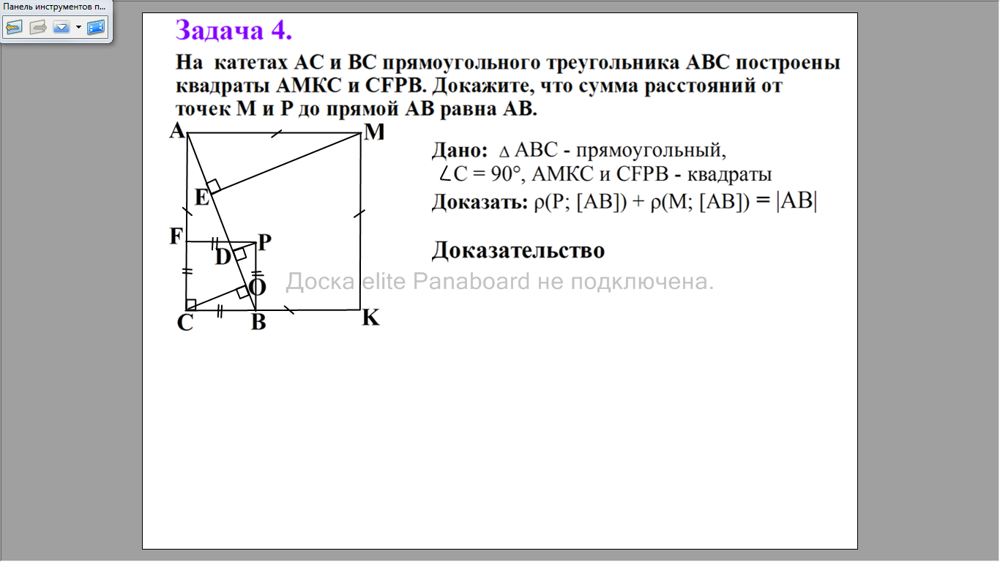 Панель инструментов п...
Задача 4.
На катетах AC и BC прямоугольного треугольника ABC построены
квадраты AMKC и CFPB. Докажите, что сумма расстояний от
точек M и P до прямой AB равна AB.
A
M
E
F
P
D
O
C
B
K
Дано: Δ ABC - прямоугольный,
∠C = 90°, AMKC и CFPB - квадраты
Доказать: ρ(P; [AB]) + ρ(M; [AB]) = |AB|
Доказательство
Доска elite Panaboard не подключена.